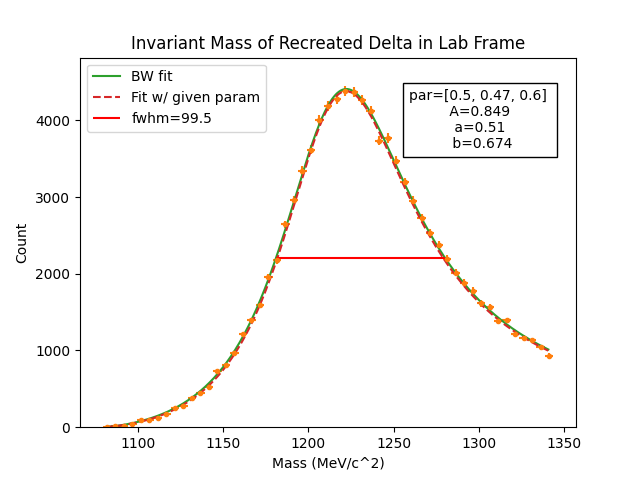 Invariant Mass of Recreated Delta in Lab Frame
BW fit
Fit w/ given param
fwhm=99.5
par=[0.5, 0.47, 0.6]
A=0.849
a=0.51
b=0.674
Count
4000
3000
2000
1000
0
1100
1150
1200
1250
1300
1350
Mass (MeV/c^2)